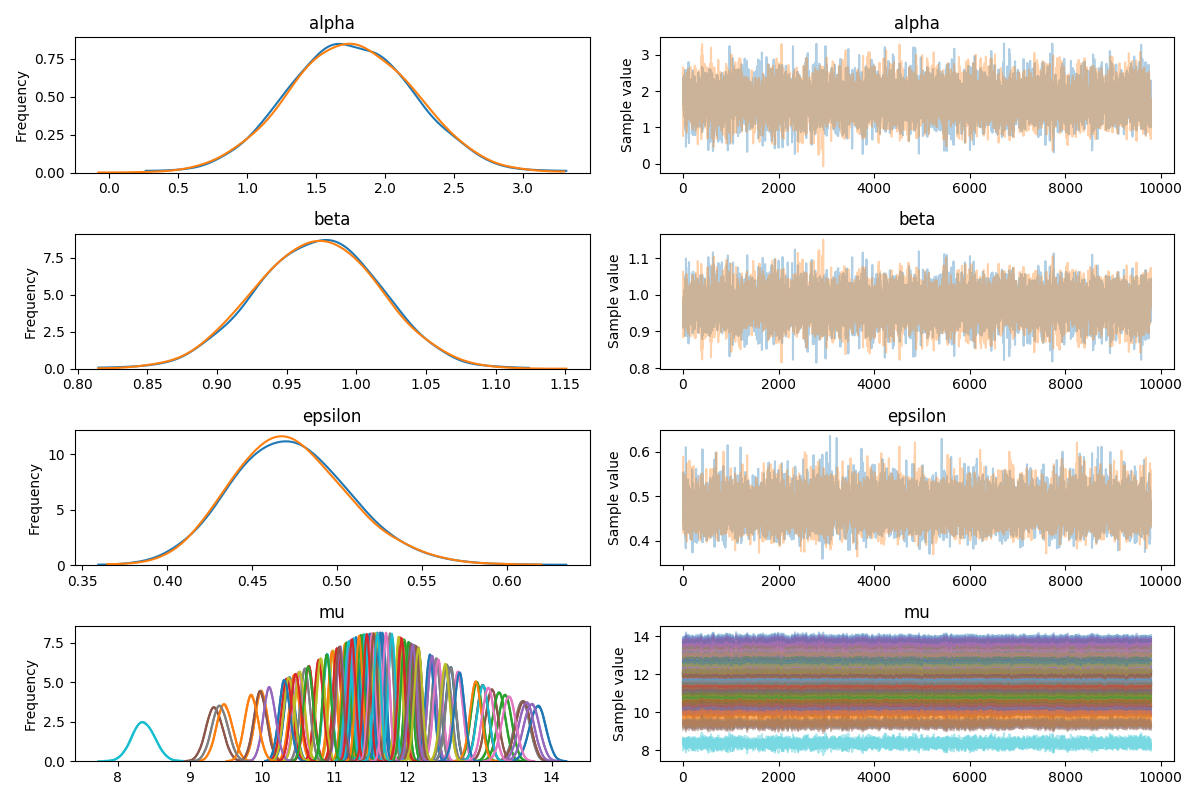 alpha
Frequency
0.00 0.25 0.50 0.75
0.0 0.5 1.0 1.5 2.0 2.5 3.0
alpha
Sample value
0 1 2 3
0 2000 4000 6000 8000 10000
beta
Frequency
0.0 2.5 5.0 7.5
0.80 0.85 0.90 0.95 1.00 1.05 1.10 1.15
beta
Sample value
0.8 0.9 1.0 1.1
0 2000 4000 6000 8000 10000
epsilon
Frequency
0 5 10
0.35 0.40 0.45 0.50 0.55 0.60
epsilon
Sample value
0.4 0.5 0.6
0 2000 4000 6000 8000 10000
mu
Frequency
0.0 2.5 5.0 7.5
8 9 10 11 12 13 14
mu
Sample value
8 10 12 14
0 2000 4000 6000 8000 10000